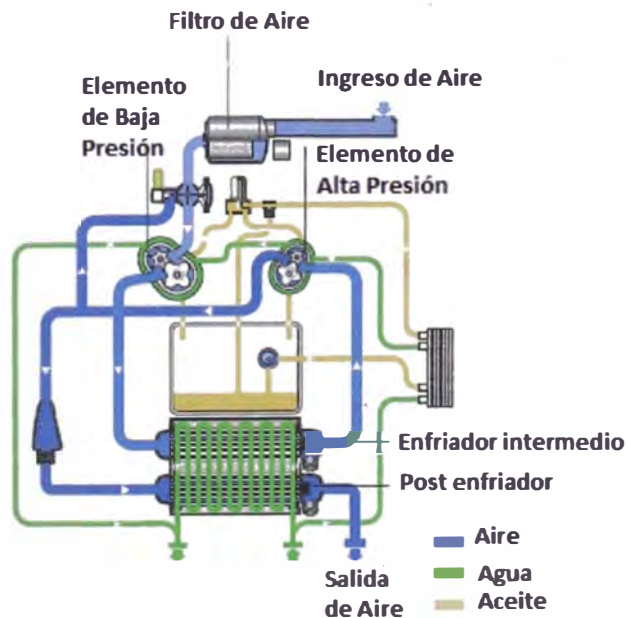 Filtro de Aire
Ingreso de Aire
Elemento
de Baja
Presión
Elemento de
Alta Presión
Enfriador intermedio
Post enfriador
Salida
de Aire
Aire
Agua
Aceite